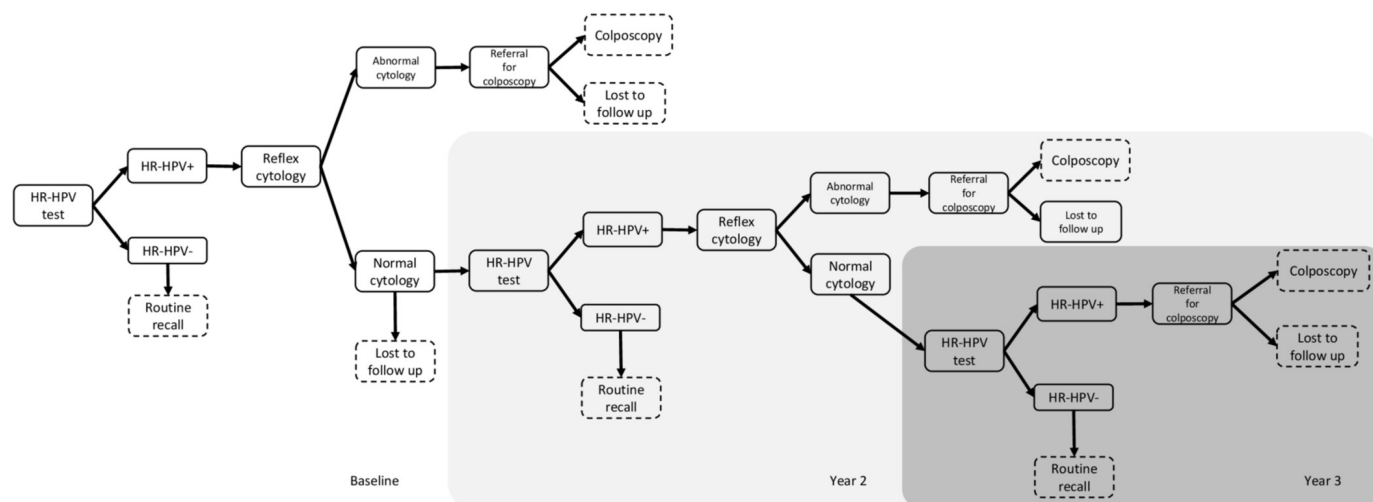 HR-HPV
test
HR-HPV+
HR-HPV-
Routine
recall
Reflex
cytology
Abnormal
cytology
Referral
for
colposcopy
Colposcopy
Lost to
follow up
Normal
cytology
Lost to
follow up
Baseline
HR-HPV
test
HR-HPV+
HR-HPV-
Routine
recall
Reflex
cytology
Abnormal
cytology
Referral
for
colposcopy
Colposcopy
Lost to
follow up
Normal
cytology
Year 2
HR-HPV
test
HR-HPV+
HR-HPV-
Routine
recall
Referral
for
colposcopy
Colposcopy
Lost to
follow up
Year 3